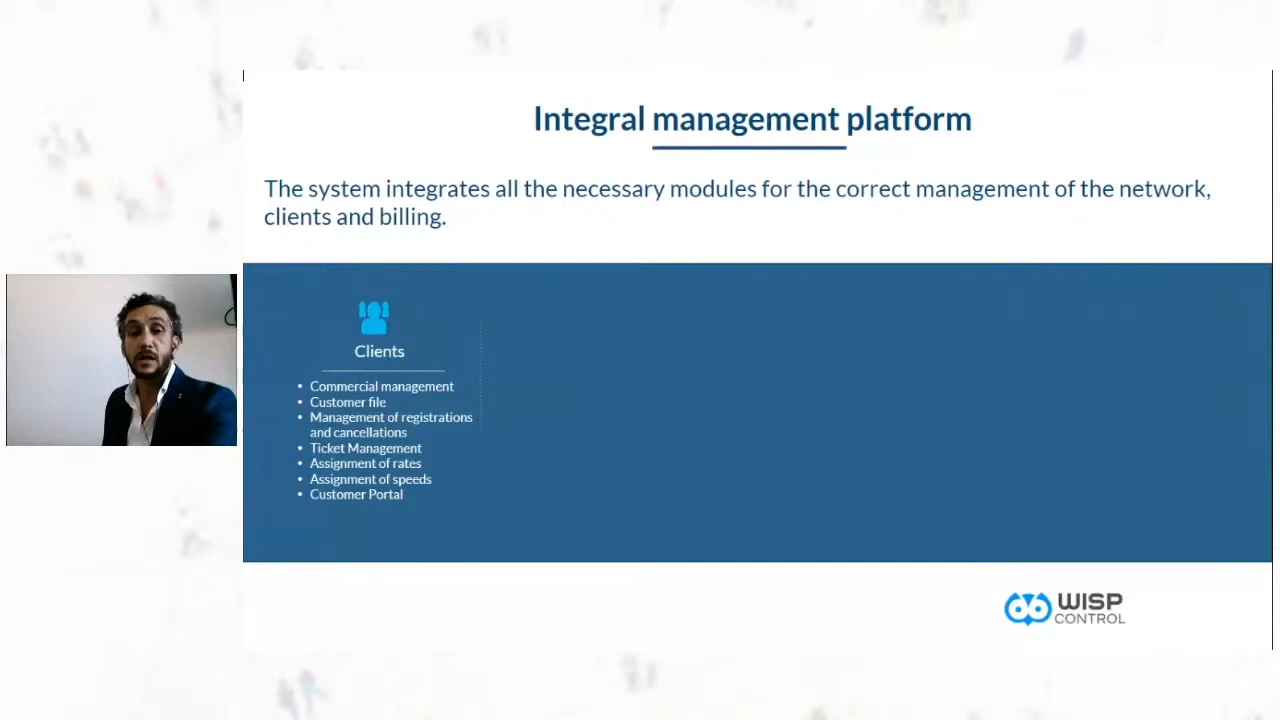 Integral management platform
The system integrates all the necessary modules for the correct management of the network,
clients and billing.
Clients
• Commercial management
• Customer file
• Management of registrations
and cancellations
• Ticket Management
• Assignment of rates
• Assignment of speeds
• Customer Portal
WISP
CONTROL